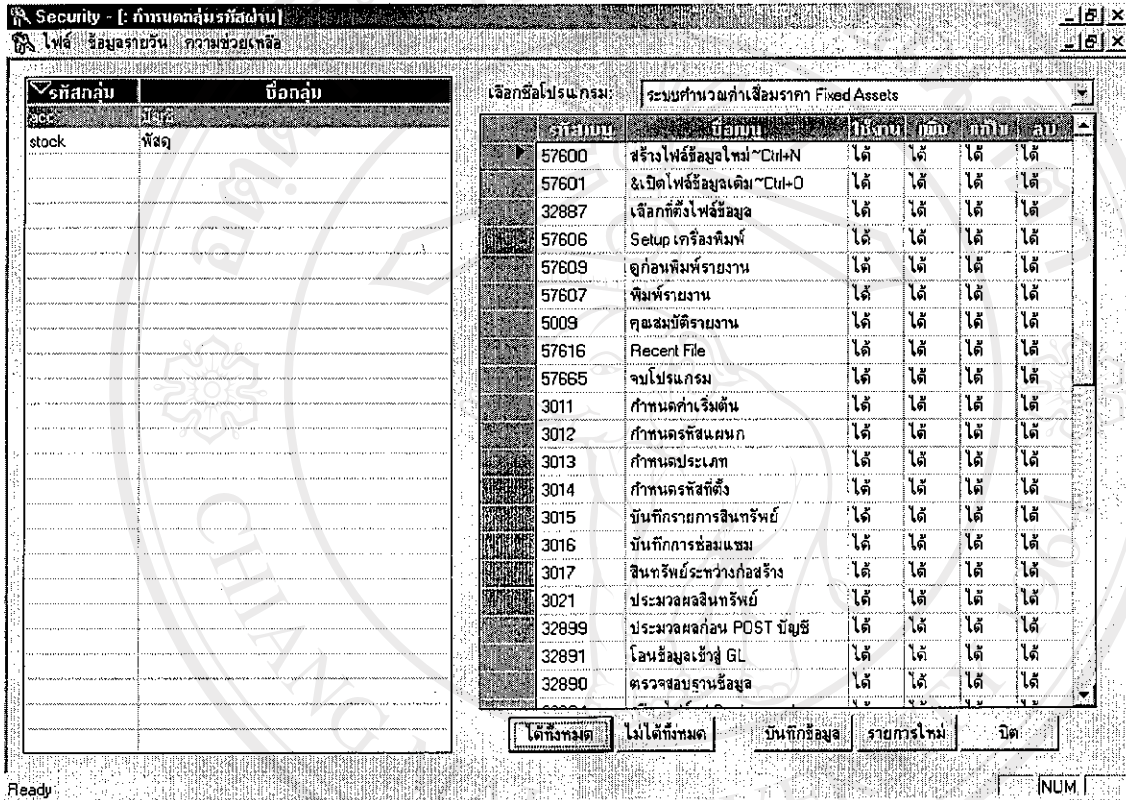 Security - [: กำหนดกลุ่มรหัสผ่าน]
ไฟล์ ข้อมูลรายวัน ความช่วยเหลือ
รหัสกลุ่ม ชื่อกลุ่ม
acc บัญชี
stock พัสดุ
เลือกชื่อโปรแกรม: ระบบคำนวณค่าเสื่อมราคา Fixed Assets
รหัสเมนู ชื่อเมนู ใช้งาน เพิ่ม แก้ไข ลบ
57600 สร้างไฟล์ข้อมูลใหม่~Ctrl+N ได้ ได้ ได้ ได้
57601 &เปิดไฟล์ข้อมูลเดิม~Ctrl+O ได้ ได้ ได้ ได้
32887 เลือกที่ตั้งไฟล์ข้อมูล ได้ ได้ ได้ ได้
57606 Setup เครื่องพิมพ์ ได้ ได้ ได้ ได้
57609 ดูก่อนพิมพ์รายงาน ได้ ได้ ได้ ได้
57607 พิมพ์รายงาน ได้ ได้ ได้ ได้
5009 คุณสมบัติรายงาน ได้ ได้ ได้ ได้
57616 Recent File ได้ ได้ ได้ ได้
57665 จบโปรแกรม ได้ ได้ ได้ ได้
3011 กำหนดค่าเริ่มต้น ได้ ได้ ได้ ได้
3012 กำหนดรหัสแผนก ได้ ได้ ได้ ได้
3013 กำหนดประเภท ได้ ได้ ได้ ได้
3014 กำหนดรหัสที่ตั้ง ได้ ได้ ได้ ได้
3015 บันทึกรายการสินทรัพย์ ได้ ได้ ได้ ได้
3016 บันทึกการซ่อมแซม ได้ ได้ ได้ ได้
3017 สินทรัพย์ระหว่างก่อสร้าง ได้ ได้ ได้ ได้
3021 ประมวลผลสินทรัพย์ ได้ ได้ ได้ ได้
32899 ประมวลผลก่อน POST บัญชี ได้ ได้ ได้ ได้
32891 โอนข้อมูลเข้าสู่ GL ได้ ได้ ได้ ได้
32890 ตรวจสอบฐานข้อมูล ได้ ได้ ได้ ได้
ได้ทั้งหมด ไม่ได้ทั้งหมด บันทึกข้อมูล รายการใหม่ ปิด
Ready NUM